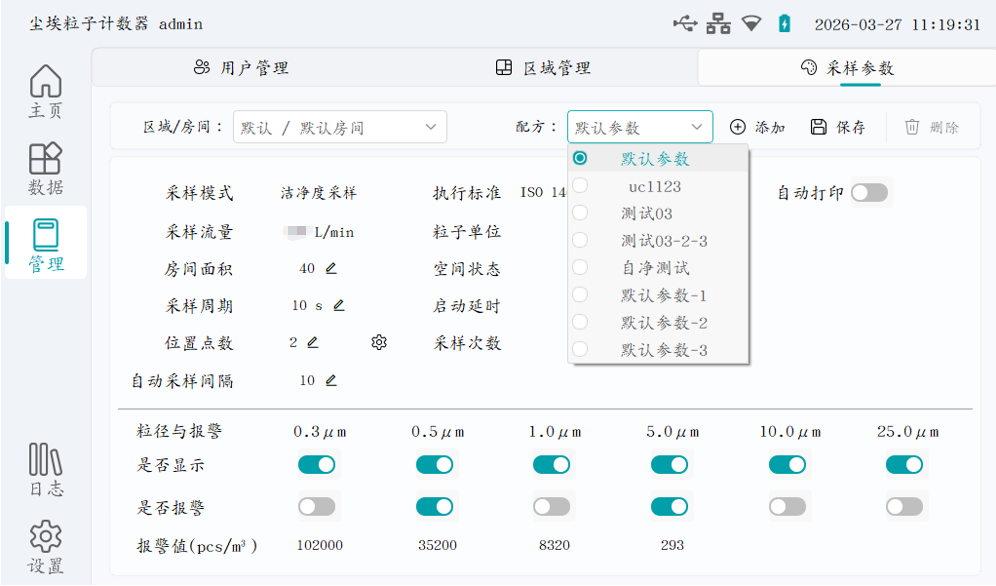 尘埃粒子计数器 admin 2026-03-27 11:19:31
用户管理 区域管理 采样参数
主页
数据
管理
日志
设置
区域/房间： 默认 / 默认房间 配方： 默认参数 添加 保存 删除
默认参数
uc1123
测试03
测试03-2-3
自净测试
默认参数-1
默认参数-2
默认参数-3
采样模式 洁净度采样 执行标准 ISO 14 自动打印
采样流量 L/min 粒子单位
房间面积 40 空间状态
采样周期 10 s 启动延时
位置点数 2 采样次数
自动采样间隔 10
粒径与报警 0.3μm 0.5μm 1.0μm 5.0μm 10.0μm 25.0μm
是否显示
是否报警
报警值(pcs/m³) 102000 35200 8320 293